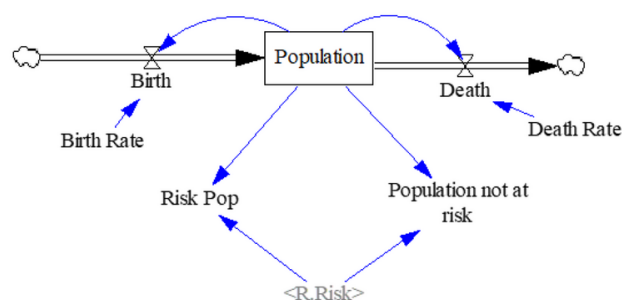 Population
Birth
Death
Birth Rate
Death Rate
Risk Pop
Population not at
risk
<R.Risk>